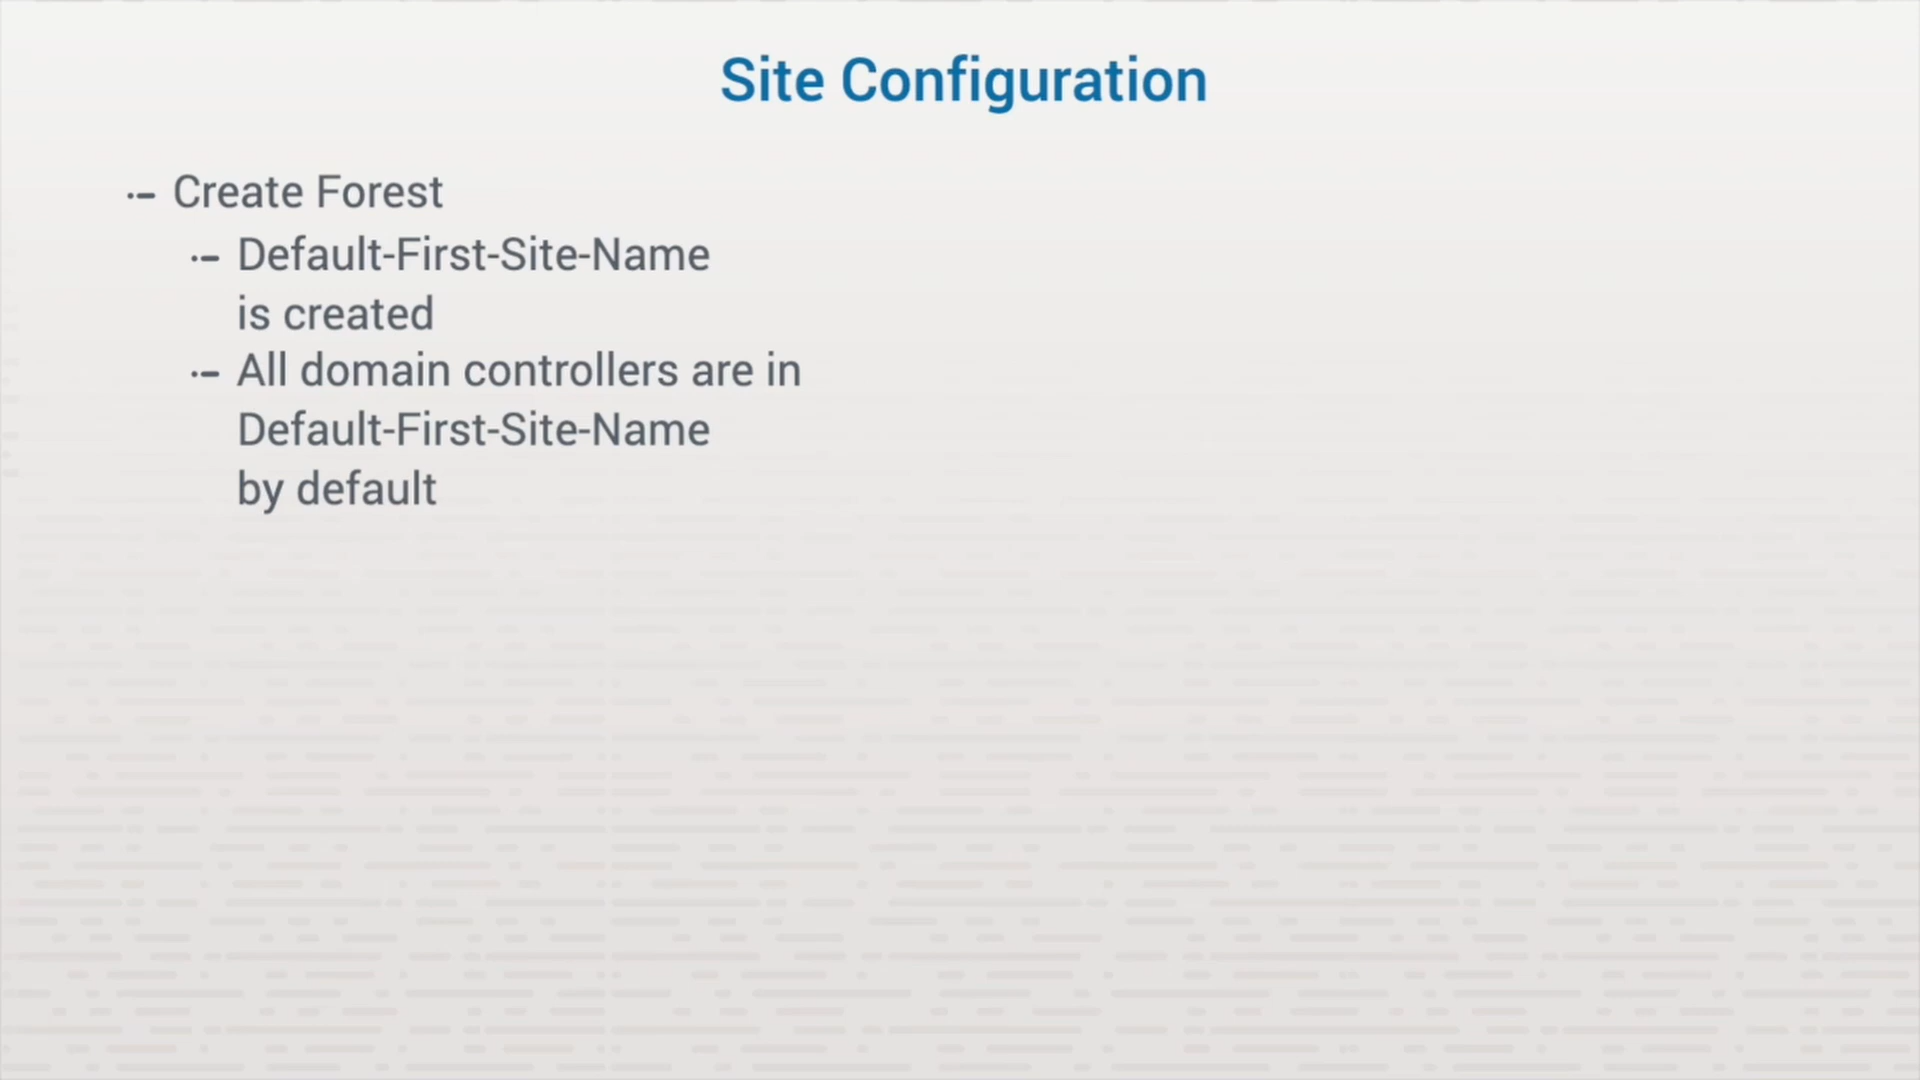 Site Configuration
Create Forest
Default-First-Site-Name
is created
All domain controllers are in
Default-First-Site-Name
by default